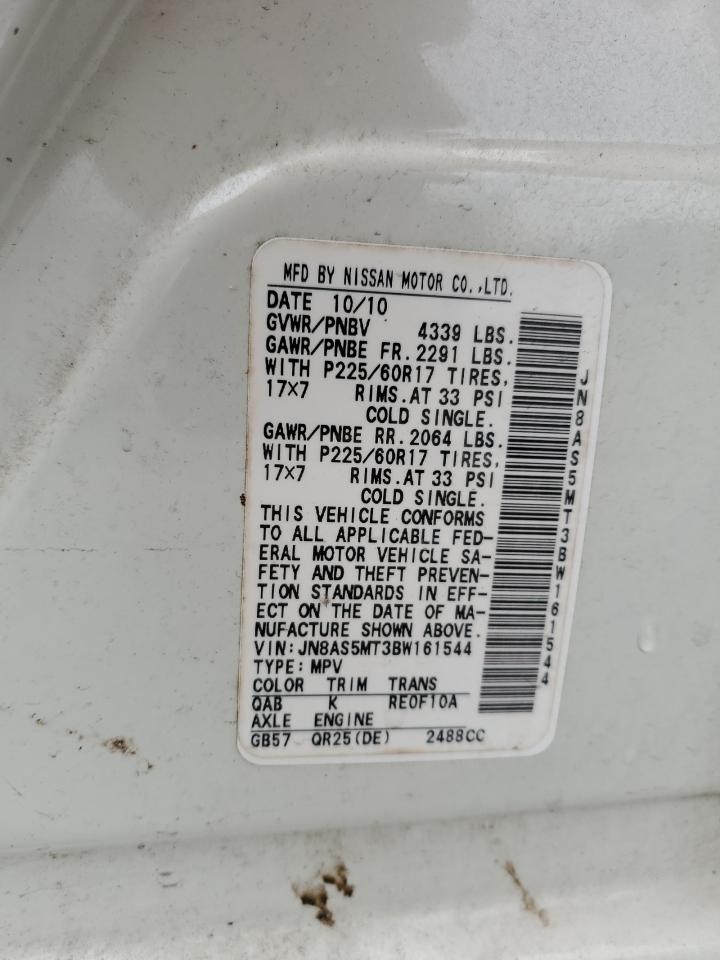 MFD BY NISSAN MOTOR CO.,LTD.
DATE 10/10
GVWR/PNBV 4339 LBS.
GAWR/PNBE FR. 2291 LBS.
WITH P225/60R17 TIRES,
17X7 RIMS.AT 33 PSI
COLD SINGLE.
GAWR/PNBE RR. 2064 LBS.
WITH P225/60R17 TIRES,
17X7 RIMS.AT 33 PSI
COLD SINGLE.
THIS VEHICLE CONFORMS
TO ALL APPLICABLE FED-
ERAL MOTOR VEHICLE SA-
FETY AND THEFT PREVEN-
TION STANDARDS IN EFF-
ECT ON THE DATE OF MA-
NUFACTURE SHOWN ABOVE.
VIN: JN8AS5MT3BW161544
TYPE: MPV
COLOR TRIM TRANS
QAB K RE0F10A
AXLE ENGINE
GB57 QR25(DE) 2488CC
JN8AS5MT3BW161544